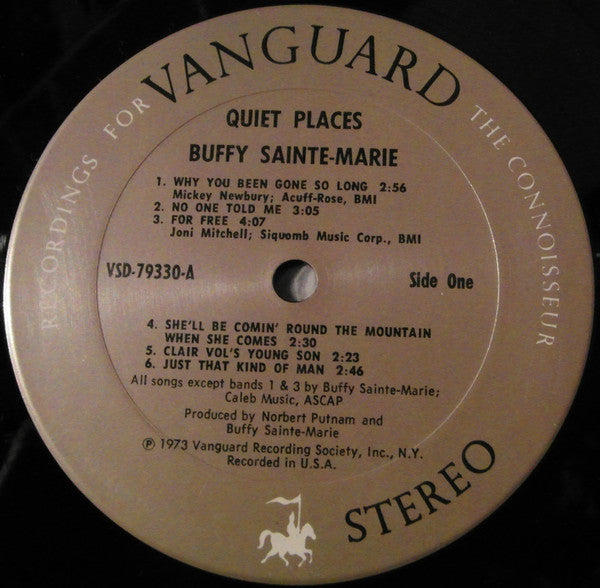 RECORDINGS FOR VANGUARD THE CONNOISSEUR
QUIET PLACES
BUFFY SAINTE-MARIE
1. WHY YOU BEEN GONE SO LONG 2:56
Mickey Newbury; Acuff-Rose, BMI
2. NO ONE TOLD ME 3:05
3. FOR FREE 4:07
Joni Mitchell; Siquomb Music Corp., BMI
VSD-79330-A
Side One
4. SHE'LL BE COMIN' ROUND THE MOUNTAIN
WHEN SHE COMES 2:30
5. CLAIR VOL'S YOUNG SON 2:23
6. JUST THAT KIND OF MAN 2:46
All songs except bands 1 & 3 by Buffy Sainte-Marie;
Caleb Music, ASCAP
Produced by Norbert Putnam and
Buffy Sainte-Marie
℗ 1973 Vanguard Recording Society, Inc., N.Y.
Recorded in U.S.A.
STEREO